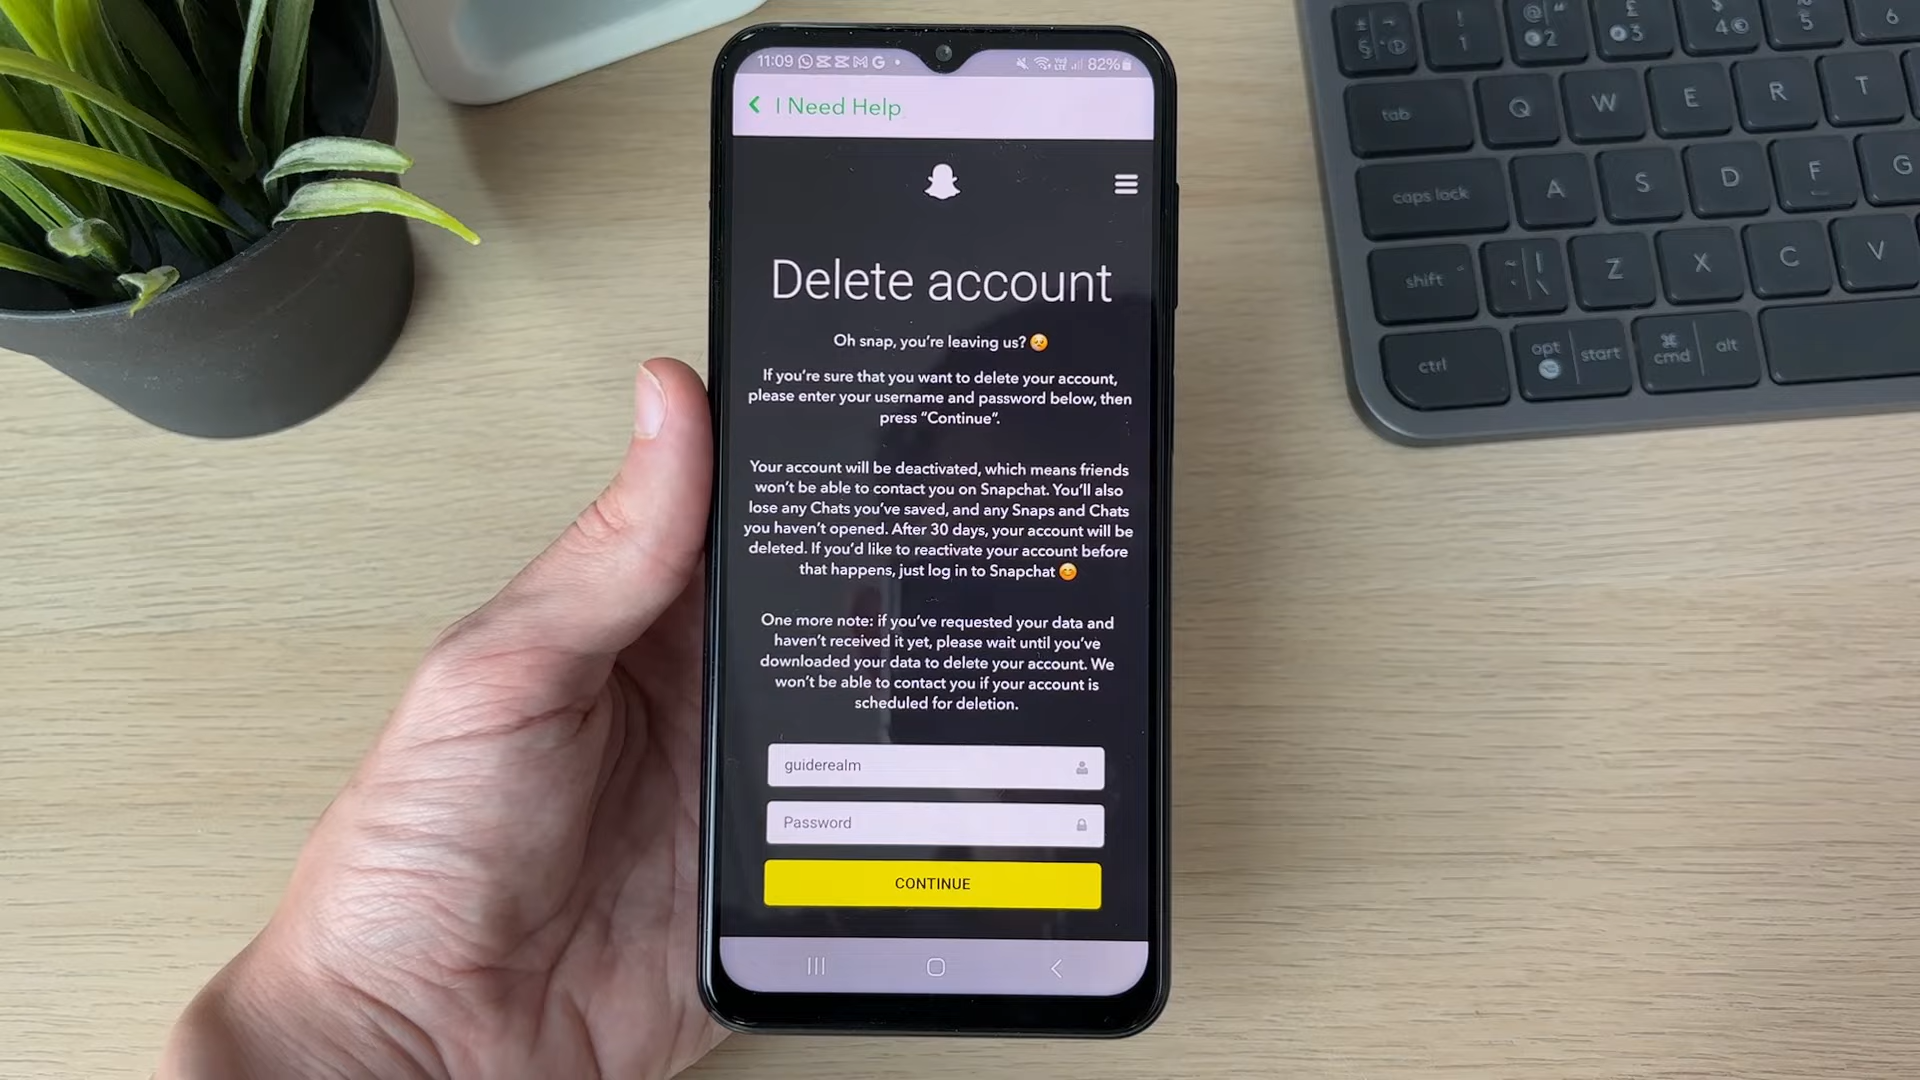 11:09 82%
I Need Help
Delete account
Oh snap, you're leaving us? 😥
If you're sure that you want to delete your account,
please enter your username and password below, then
press “Continue”.
Your account will be deactivated, which means friends
won't be able to contact you on Snapchat. You'll also
lose any Chats you've saved, and any Snaps and Chats
you haven't opened. After 30 days, your account will be
deleted. If you'd like to reactivate your account before
that happens, just log in to Snapchat 😊
One more note: if you've requested your data and
haven't received it yet, please wait until you've
downloaded your data to delete your account. We
won't be able to contact you if your account is
scheduled for deletion.
guiderealm
Password
CONTINUE
! 1 @ " 2 £ 3 $ 4 € 5 6
tab Q W E R T
caps lock A S D F G
shift ~ \ | Z X C V
ctrl opt start ⌘ cmd alt